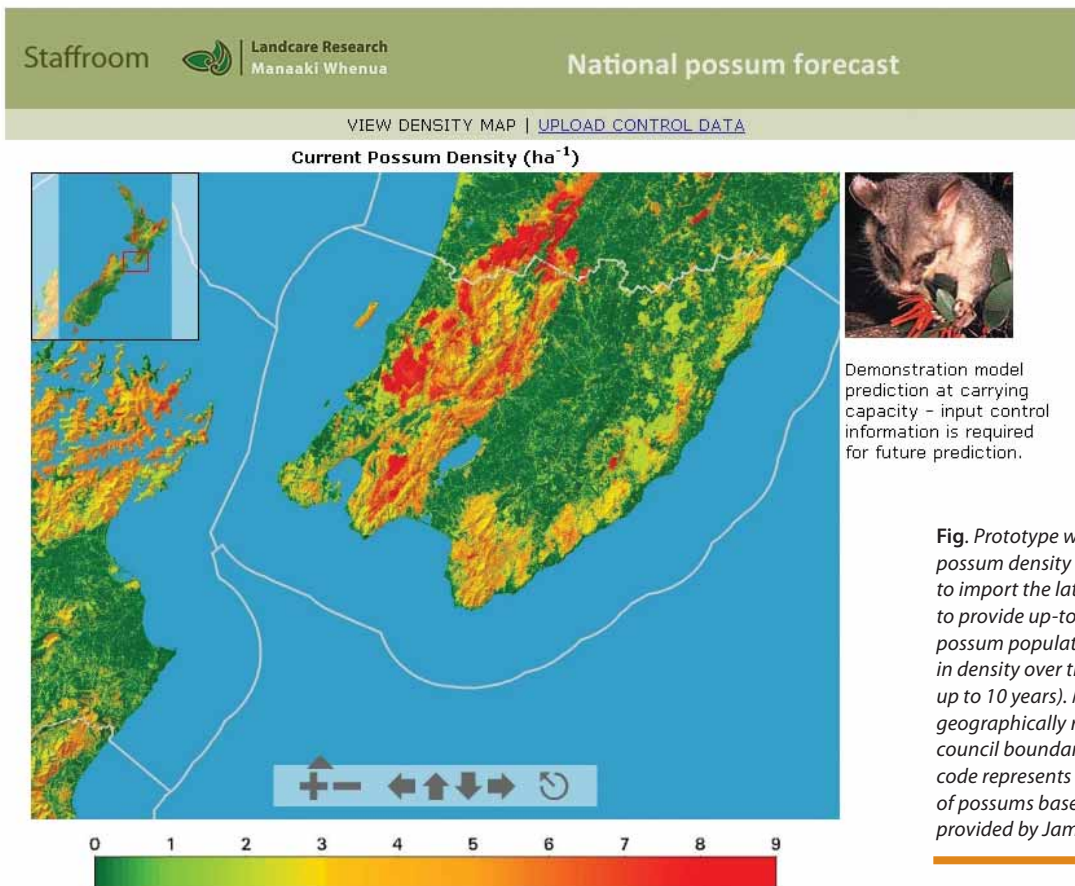 Staffroom
Landcare Research
Manaaki Whenua
National possum forecast
VIEW DENSITY MAP | UPLOAD CONTROL DATA
Current Possum Density (ha⁻¹)
Demonstration model
prediction at carrying
capacity - input control
information is required
for future prediction.
Fig. Prototype w
possum density
to import the lat
to provide up-to
possum populat
in density over t
up to 10 years).
geographically
council boundar
code represents
of possums base
provided by Jam
0 1 2 3 4 5 6 7 8 9